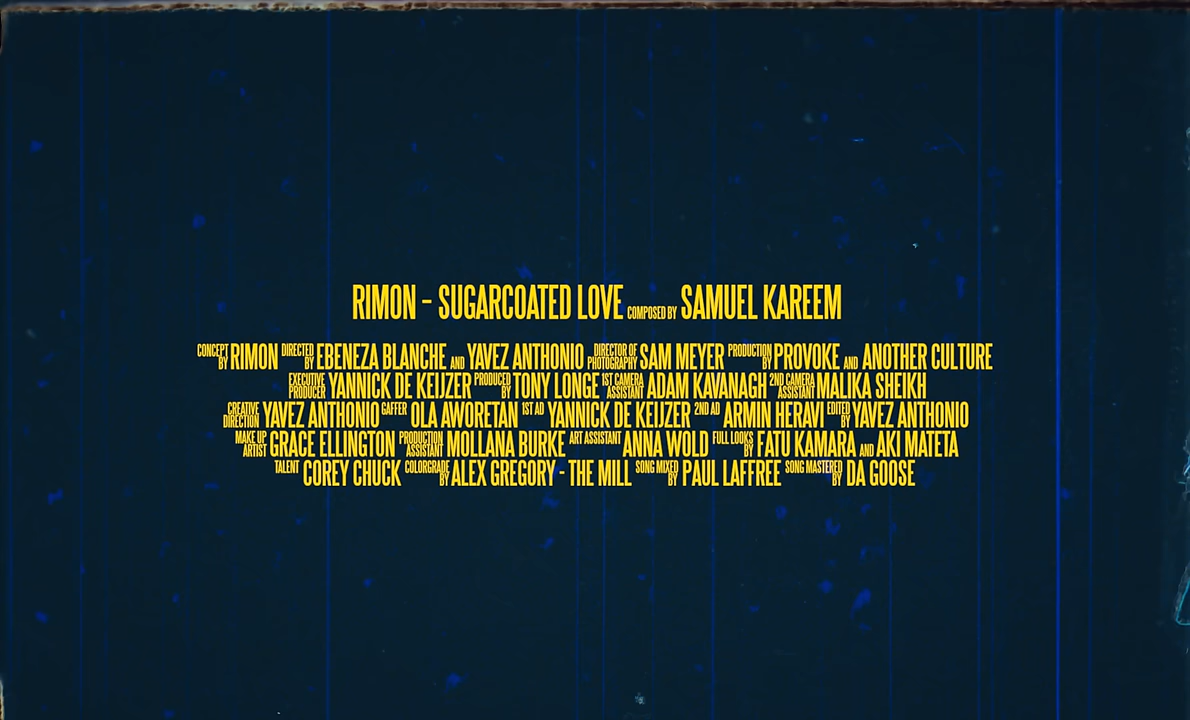 RIMON – SUGARCOATED LOVE COMPOSED BY SAMUEL KAREEM
CONCEPT BY RIMON DIRECTED BY EBENEZA BLANCHE AND YAVEZ ANTHONIO DIRECTOR OF PHOTOGRAPHY SAM MEYER PRODUCTION BY PROVOKE AND ANOTHER CULTURE
EXECUTIVE PRODUCER YANNICK DE KEIJZER PRODUCED BY TONY LONGE 1ST CAMERA ASSISTANT ADAM KAVANAGH 2ND CAMERA ASSISTANT MALIKA SHEIKH
CREATIVE DIRECTION YAVEZ ANTHONIO GAFFER OLA AWORETAN 1ST AD YANNICK DE KEIJZER 2ND AD ARMIN HERAVI EDITED BY YAVEZ ANTHONIO
MAKE UP ARTIST GRACE ELLINGTON PRODUCTION ASSISTANT MOLLANA BURKE ART ASSISTANT ANNA WOLD FULL LOOKS BY FATU KAMARA AND AKI MATETA
TALENT COREY CHUCK COLORGRADE BY ALEX GREGORY - THE MILL SONG MIXED BY PAUL LAFFREE SONG MASTERED BY DA GOOSE